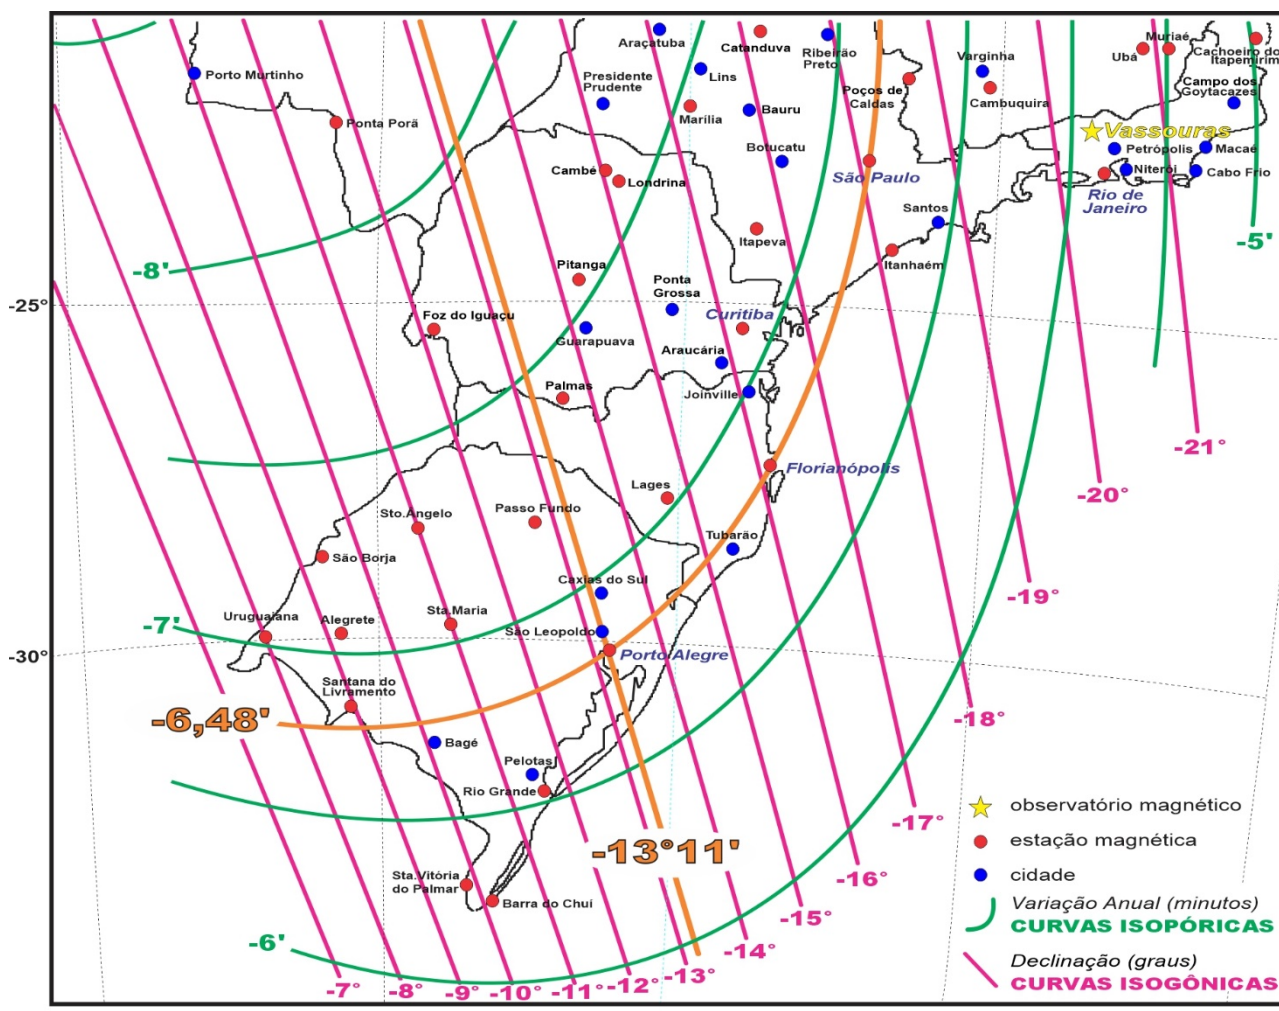 Araçatuba
Catanduva
Ribeirão
Preto
Varginha
Muriaé
Ubá
Cachoeiro do
Itapemirim
Porto Murtinho
Presidente
Prudente
Lins
Poços de
Caldas
Cambuquira
Campo dos
Goytacazes
Marília
Bauru
Ponta Porã
Vassouras
Botucatu
Petrópolis
Macaé
Cambé
Londrina
São Paulo
Niterói
Cabo Frio
Rio de
Janeiro
Santos
Itapeva
-5'
Itanhaém
-8'
Pitanga
Ponta
Grossa
-25°
Foz do Iguaçu
Curitiba
Guarapuava
Araucária
Palmas
Joinville
-21°
Florianópolis
Lages
-20°
Sto.Ângelo
Passo Fundo
Tubarão
São Borja
Caxias do Sul
-19°
Uruguaiana
Alegrete
Sta.Maria
-7'
São Leopoldo
-30°
Porto Alegre
Santana do
Livramento
-6,48'
-18°
Bagé
Pelotas
Rio Grande
-17°
-13°11'
-16°
Sta.Vitória
do Palmar
Barra do Chuí
-15°
-6'
-14°
-7°
-8°
-9°
-10°
-11°
-12°
-13°
observatório magnético
estação magnética
cidade
Variação Anual (minutos)
CURVAS ISOPÓRICAS
Declinação (graus)
CURVAS ISOGÔNICAS